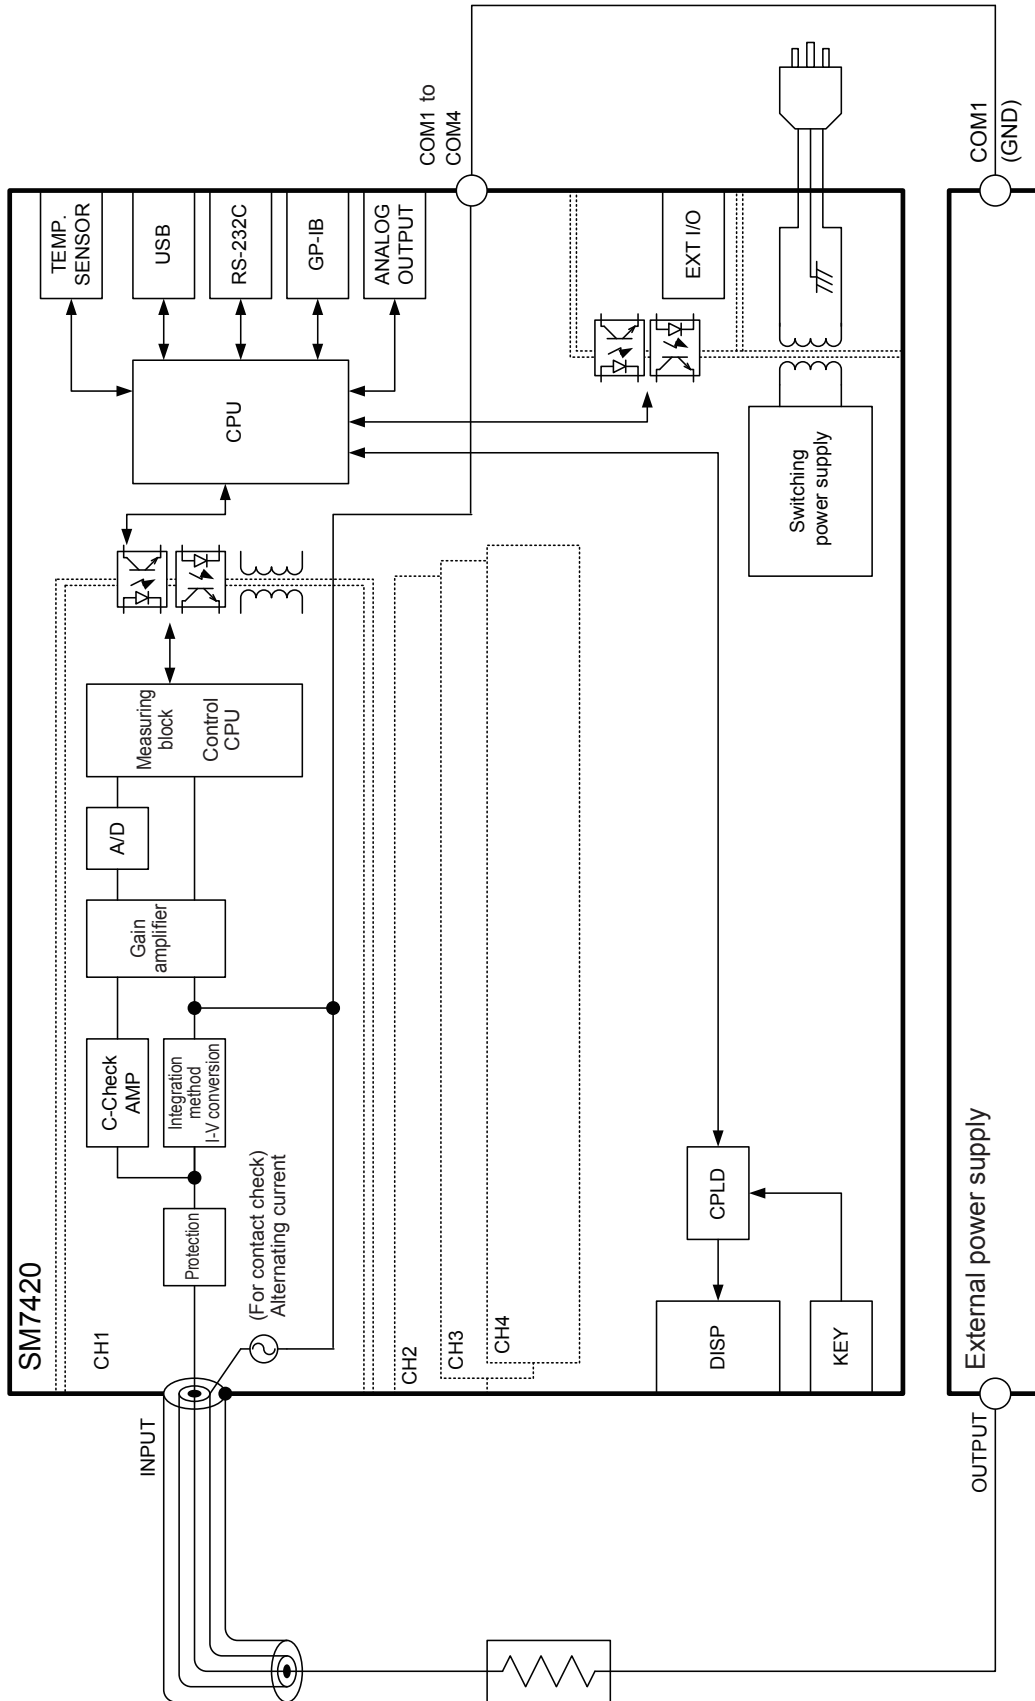 SM7420
CH1
INPUT
Protection
(For contact check)
Alternating current
C-Check
AMP
Integration
method
I-V conversion
Gain
amplifier
A/D
Measuring
block
Control
CPU
CPU
TEMP.
SENSOR
USB
RS-232C
GP-IB
ANALOG
OUTPUT
COM1 to
COM4
CH2
CH3
CH4
EXT I/O
Switching
power supply
DISP
CPLD
KEY
External power supply
OUTPUT
COM1
(GND)